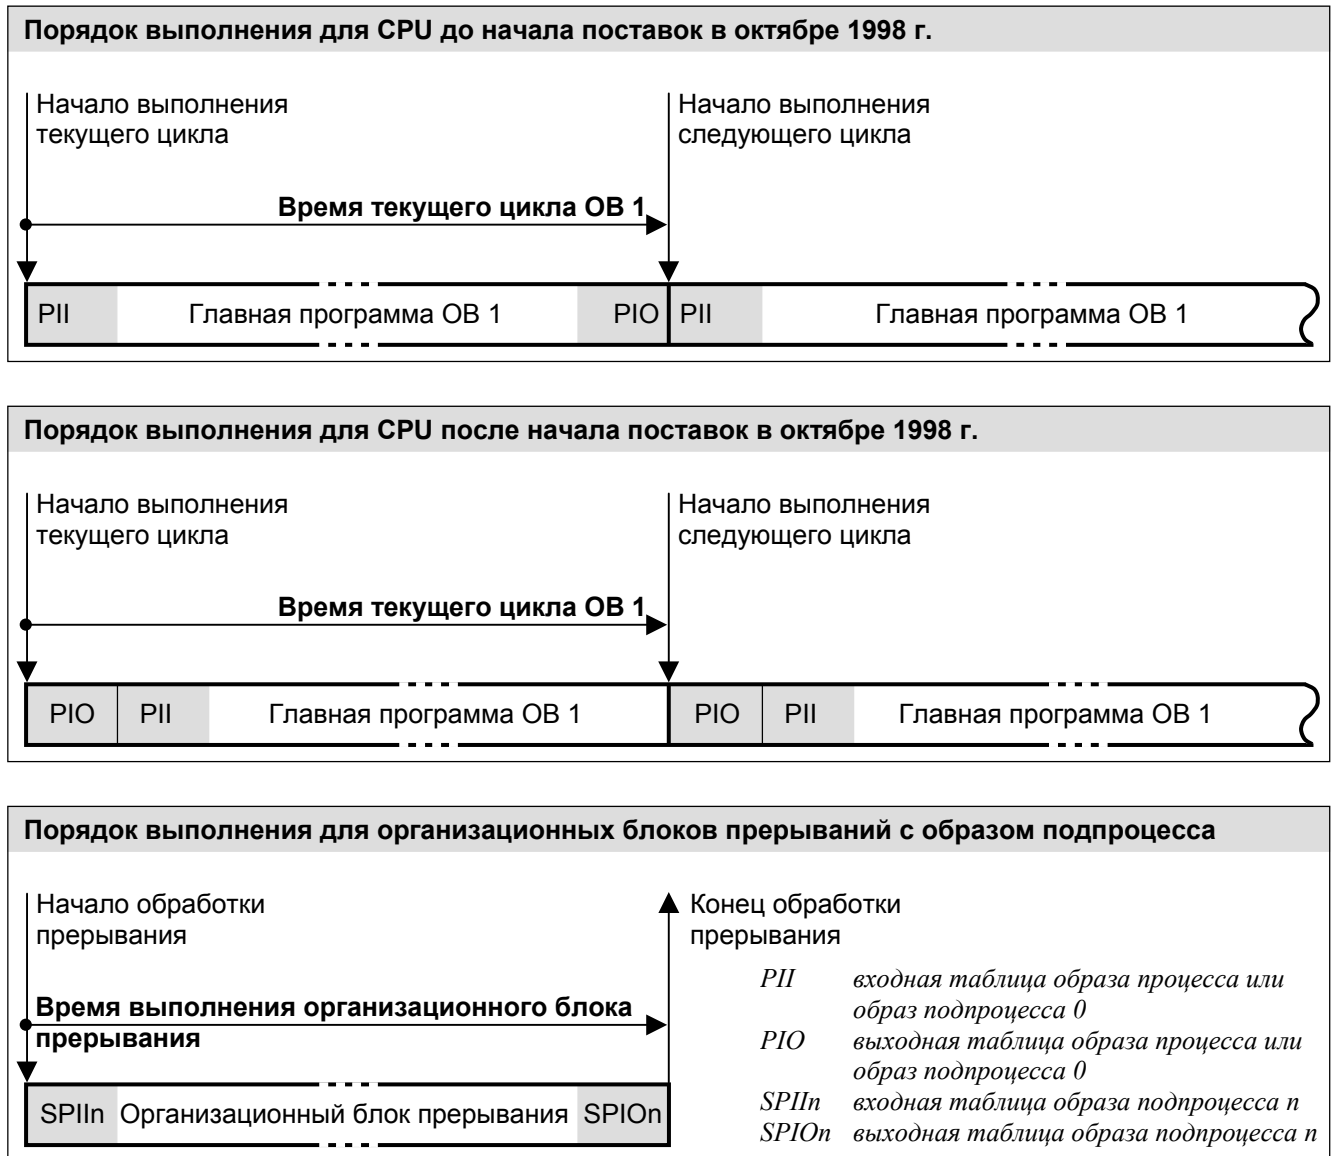 Порядок выполнения для CPU до начала поставок в октябре 1998 г.
Начало выполнения
текущего цикла
Начало выполнения
следующего цикла
Время текущего цикла OB 1
PII
Главная программа OB 1
PIO
PII
Главная программа OB 1
Порядок выполнения для CPU после начала поставок в октябре 1998 г.
Начало выполнения
текущего цикла
Начало выполнения
следующего цикла
Время текущего цикла OB 1
PIO
PII
Главная программа OB 1
PIO
PII
Главная программа OB 1
Порядок выполнения для организационных блоков прерываний с образом подпроцесса
Начало обработки
прерывания
Конец обработки
прерывания
Время выполнения организационного блока
прерывания
SPIIn
Организационный блок прерывания
SPIOn
PII входная таблица образа процесса или
образ подпроцесса 0
PIO выходная таблица образа процесса или
образ подпроцесса 0
SPIIn входная таблица образа подпроцесса n
SPIOn выходная таблица образа подпроцесса n